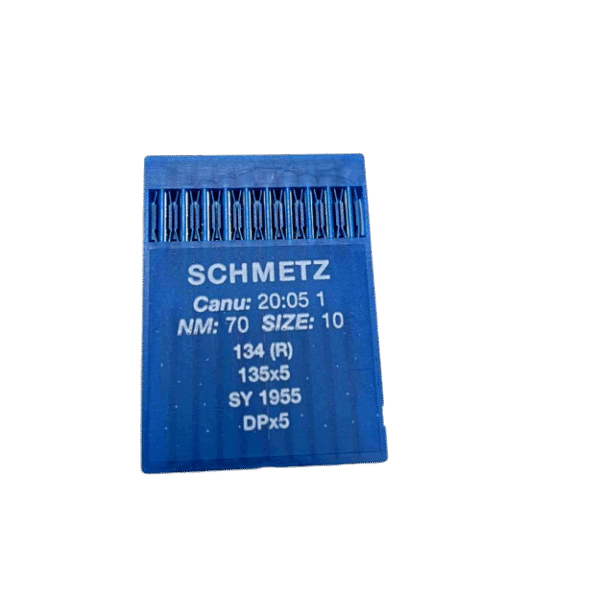 SCHMETZ
Canu: 20:05 1
NM: 70 SIZE: 10
134 (R)
135x5
SY 1955
DPx5